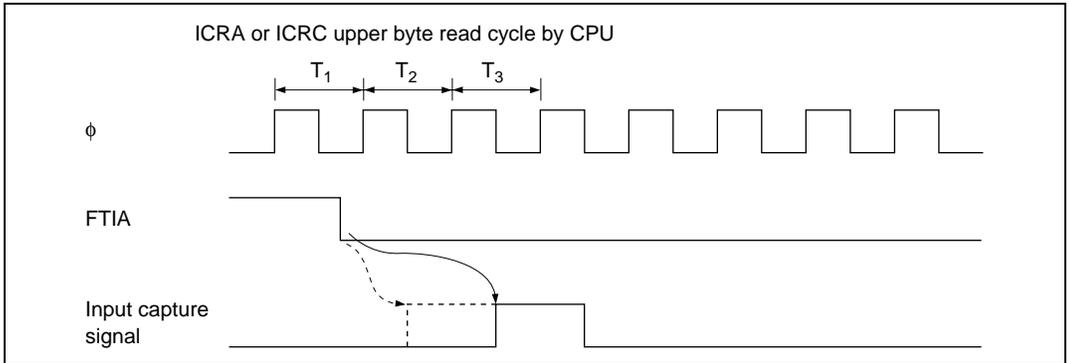 ICRA or ICRC upper byte read cycle by CPU
T1 T2 T3
ϕ
FTIA
Input capture
signal